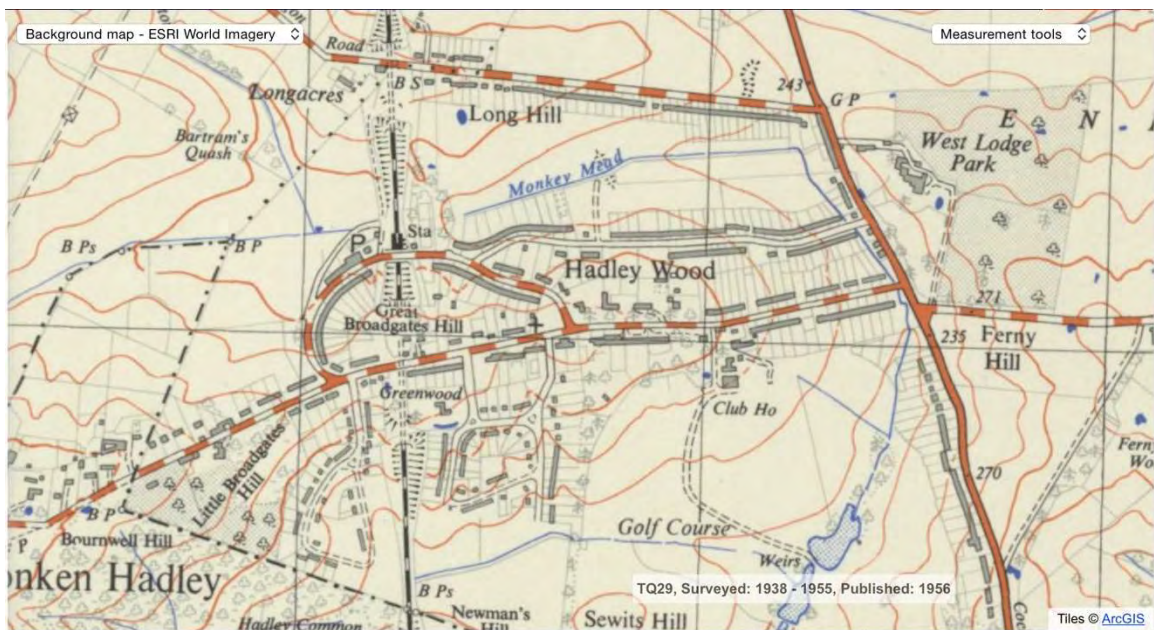 Background map - ESRI World Imagery
Measurement tools
Road
B S
243
G P
Longacres
Long Hill
E N
West Lodge
Park
Bartram's
Quash
Monkey Mead
B Ps
B P
P
Sta
Hadley Wood
271
Great
Broadgates Hill
235
Ferny
Hill
Greenwood
Club Ho
Little Broadgates
Hill
270
B P
Bournwell Hill
Golf Course
Weirs
P
onken Hadley
TQ29, Surveyed: 1938 - 1955, Published: 1956
B Ps
Newman's
Sewits Hill
Hadley Common
Tiles © ArcGIS